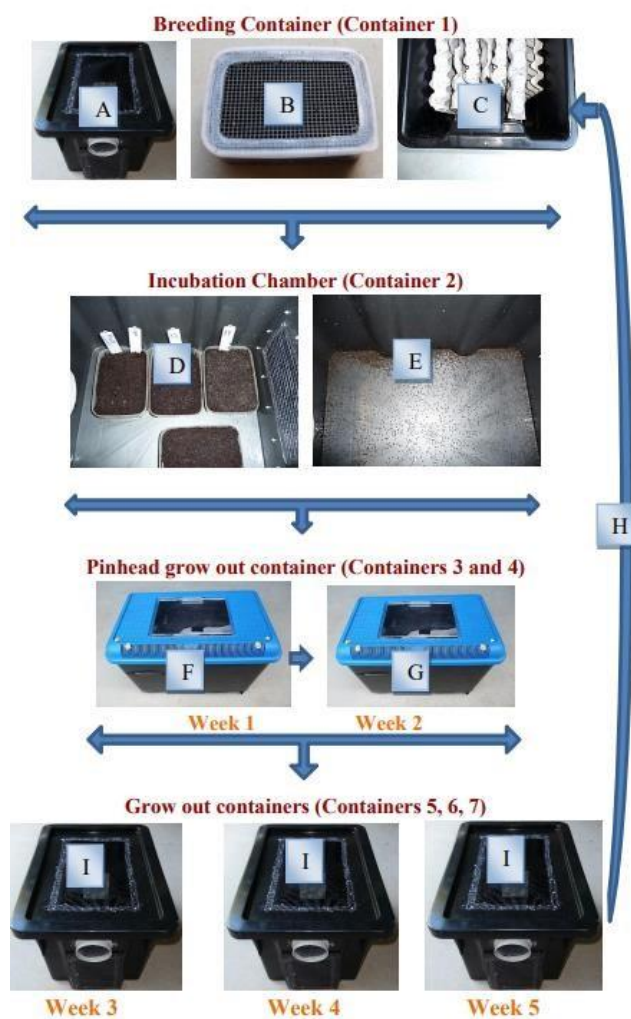 Breeding Container (Container 1)
A
B
C
Incubation Chamber (Container 2)
D
E
H
Pinhead grow out container (Containers 3 and 4)
F
G
Week 1
Week 2
Grow out containers (Containers 5, 6, 7)
I
I
I
Week 3
Week 4
Week 5